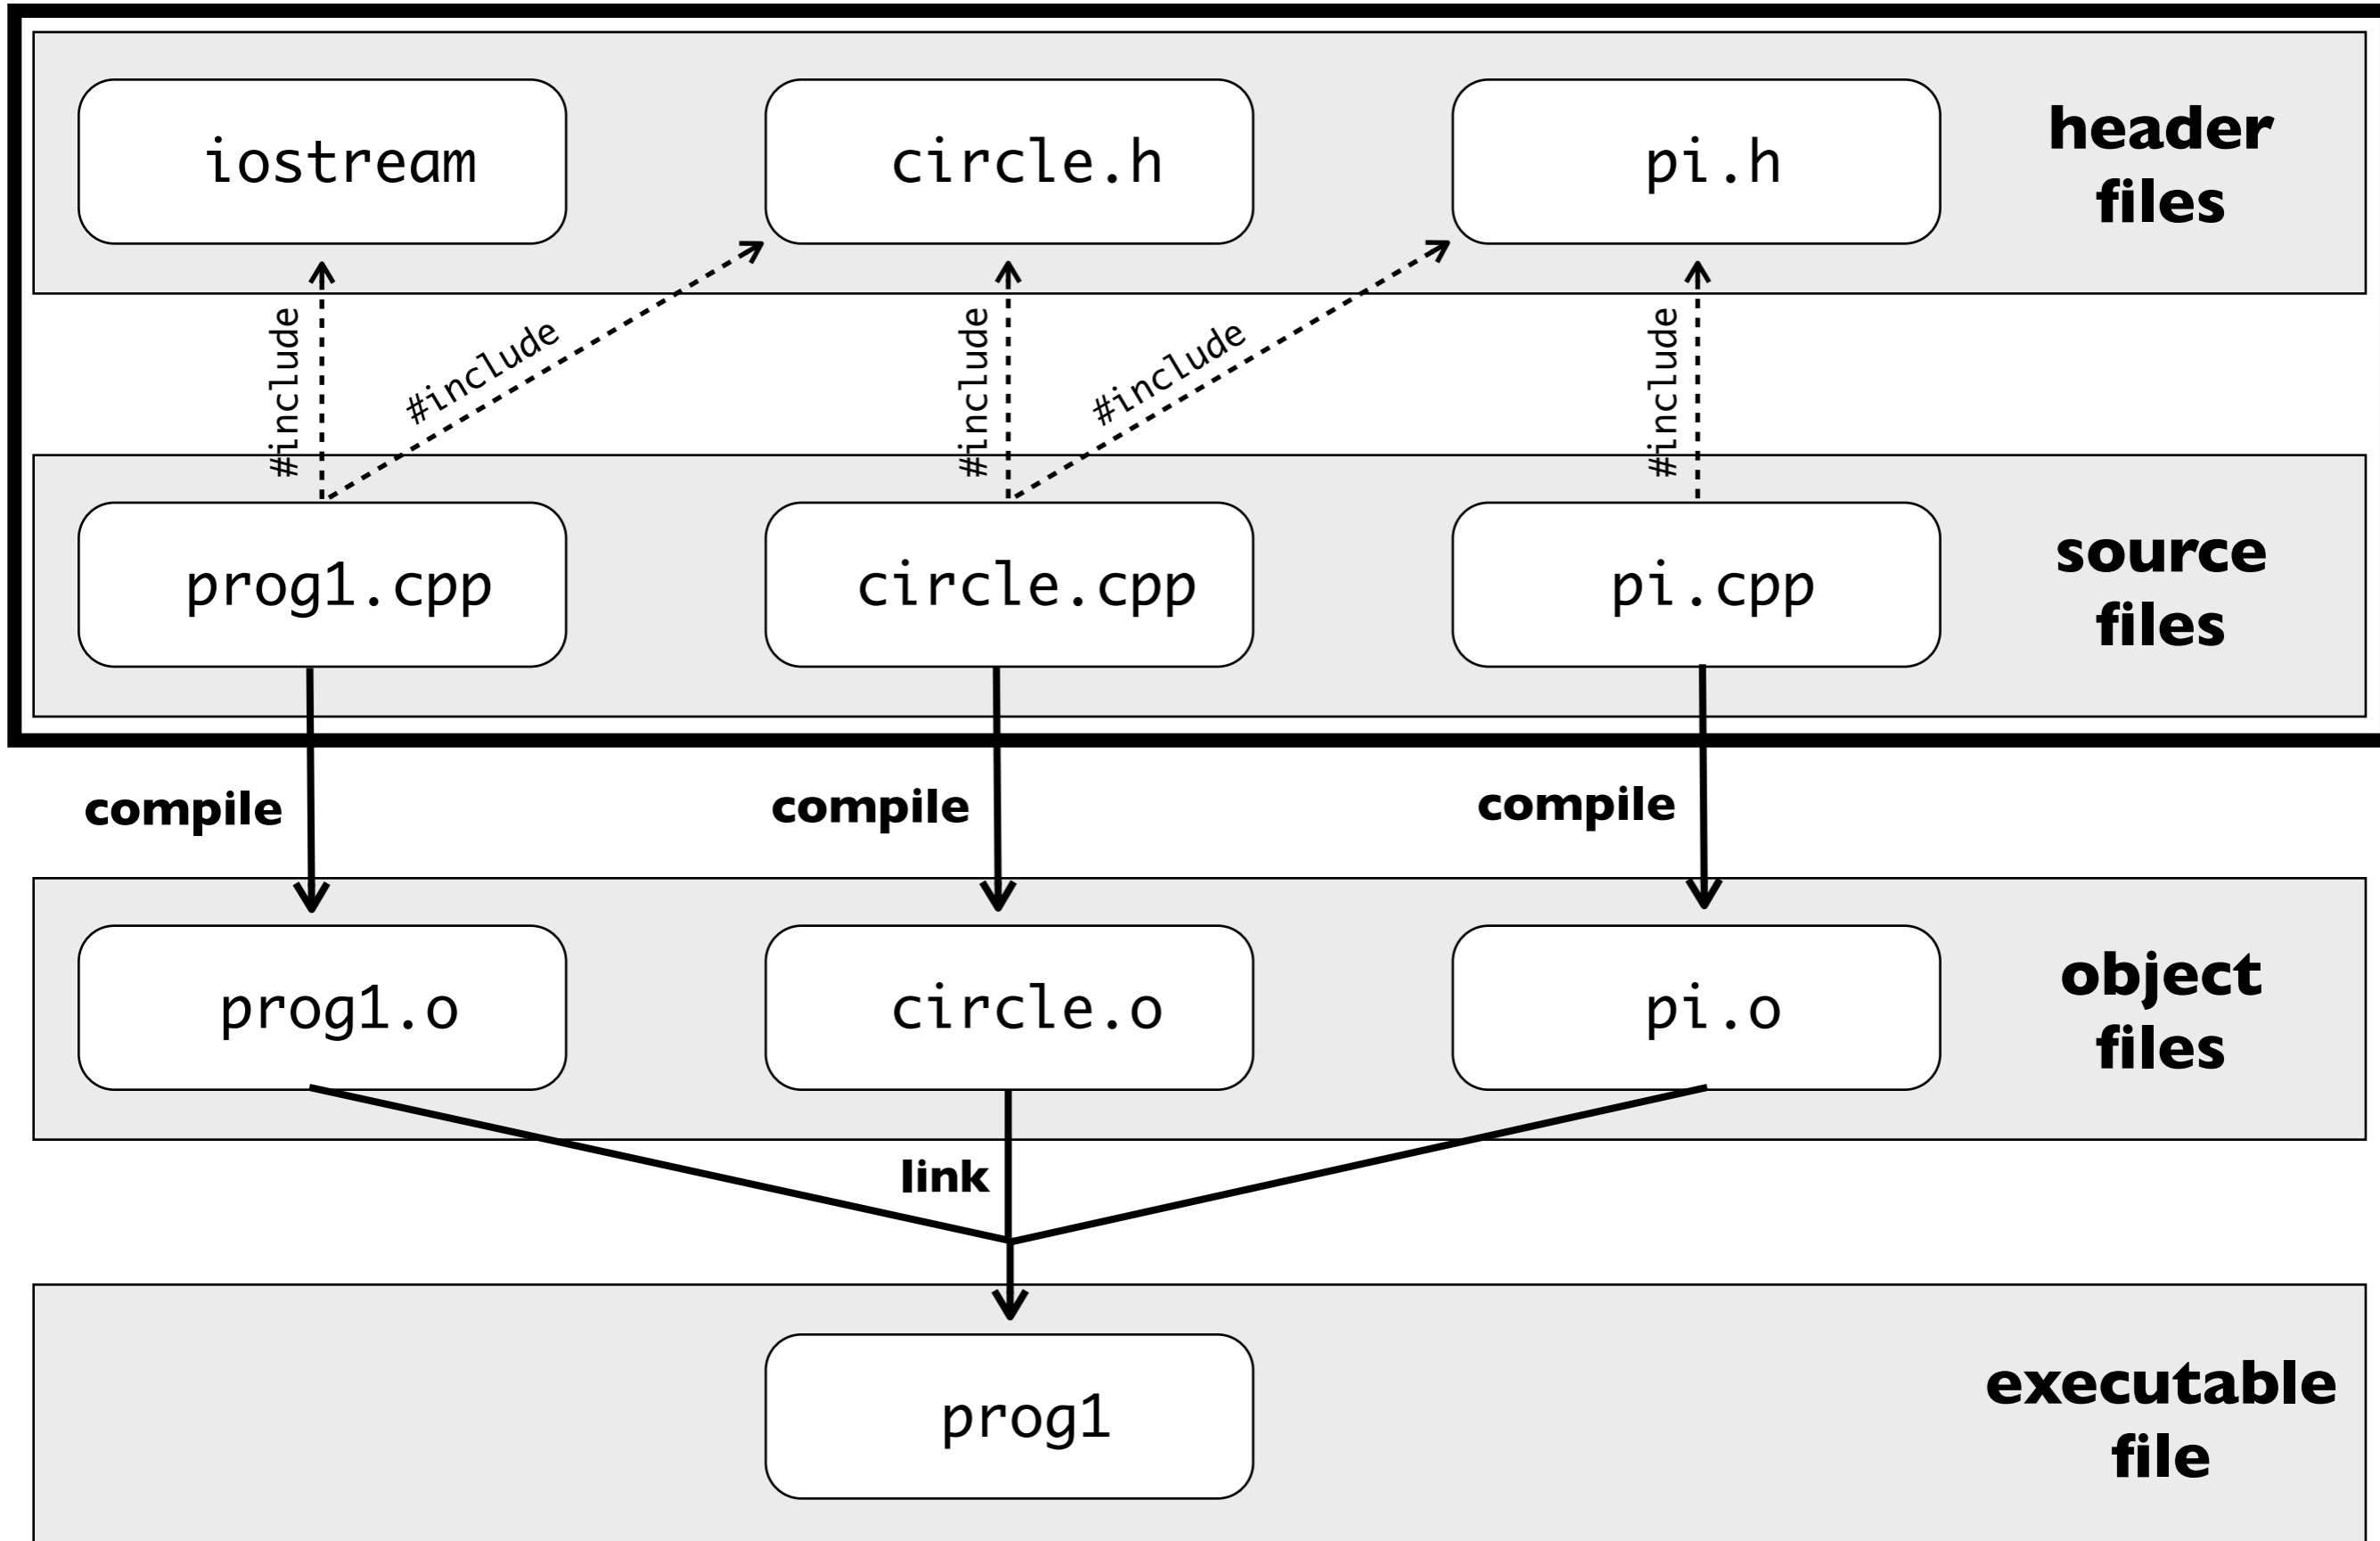 iostream
circle.h
pi.h
header
files
#include
#include
#include
#include
#include
prog1.cpp
circle.cpp
pi.cpp
source
files
compile
compile
compile
prog1.o
circle.o
pi.o
object
files
link
prog1
executable
file